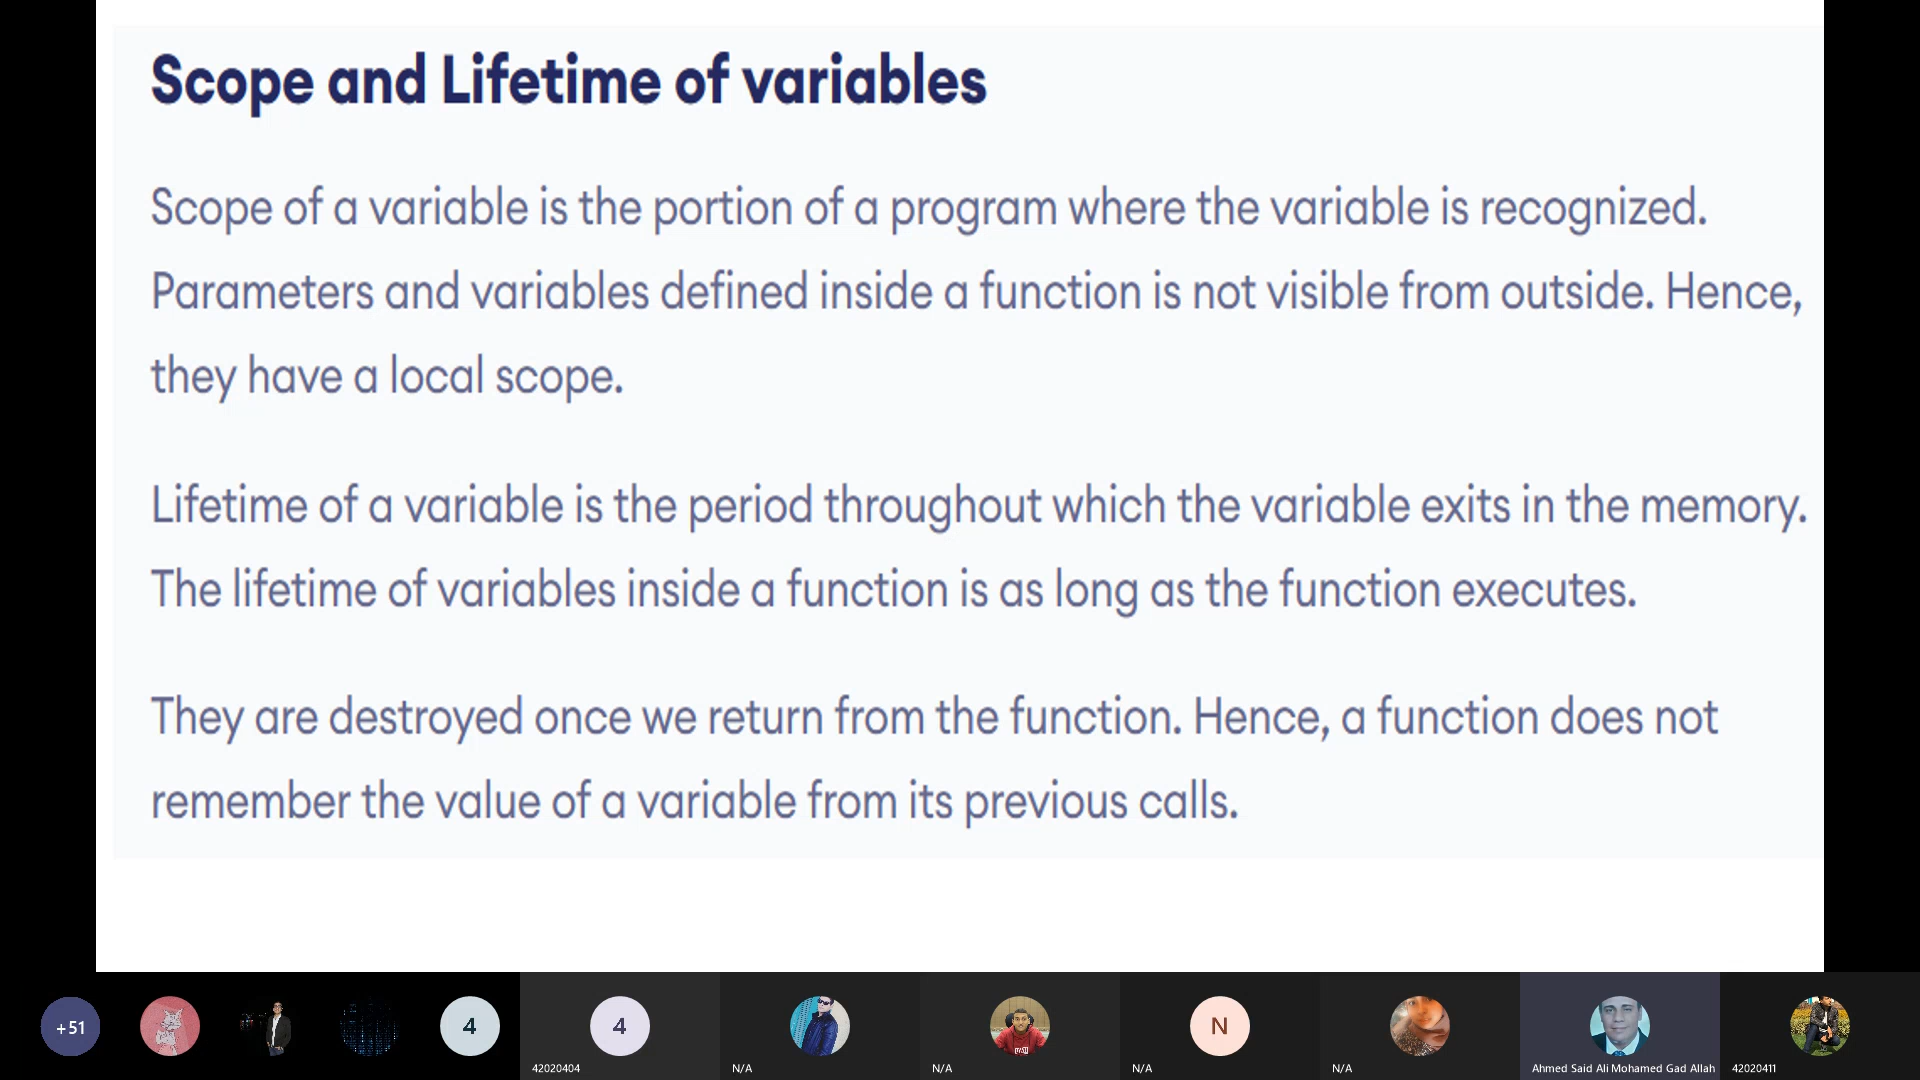 Scope and Lifetime of variables
Scope of a variable is the portion of a program where the variable is recognized.
Parameters and variables defined inside a function is not visible from outside. Hence,
they have a local scope.
Lifetime of a variable is the period throughout which the variable exits in the memory.
The lifetime of variables inside a function is as long as the function executes.
They are destroyed once we return from the function. Hence, a function does not
remember the value of a variable from its previous calls.
+51
4
4
N
42020404
N/A
N/A
N/A
N/A
Ahmed Said Ali Mohamed Gad Allah
42020411